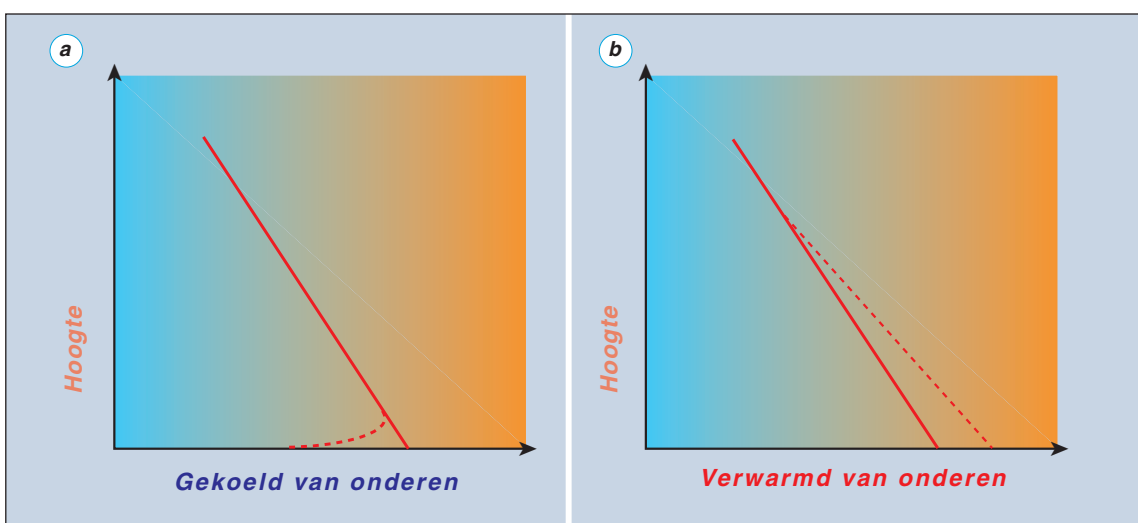 a
Hoogte
Gekoeld van onderen
b
Hoogte
Verwarmd van onderen